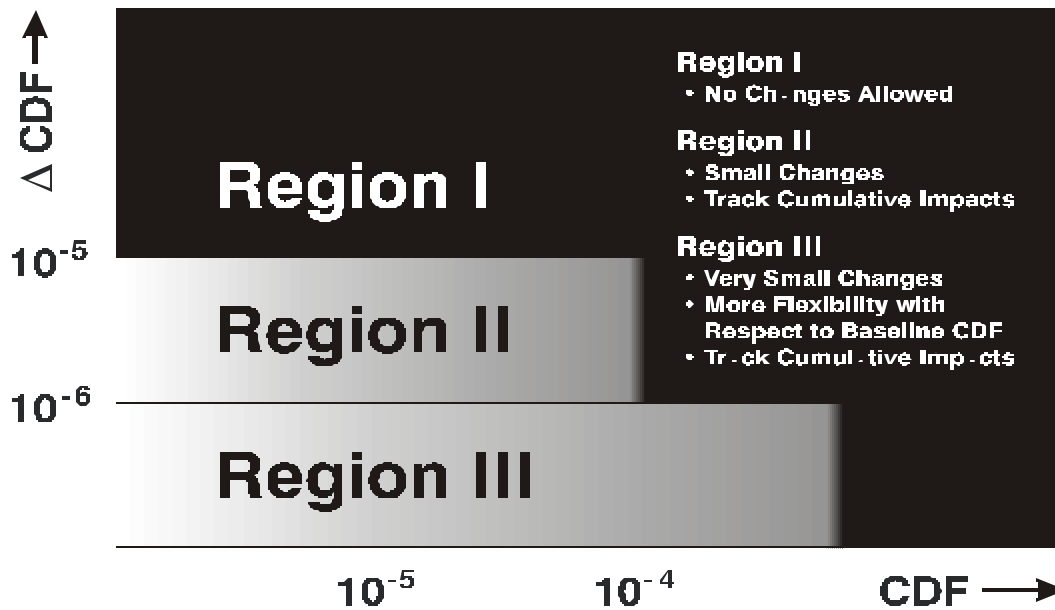 Δ CDF
Region I
• No Ch-nges Allowed
Region II
• Small Changes
• Track Cumulative Impacts
Region III
• Very Small Changes
• More Flexibility with
Respect to Baseline CDF
• Tr-ck Cumul-tive Imp-cts
Region I
10⁻⁵
Region II
10⁻⁶
Region III
10⁻⁵ 10⁻⁴ CDF